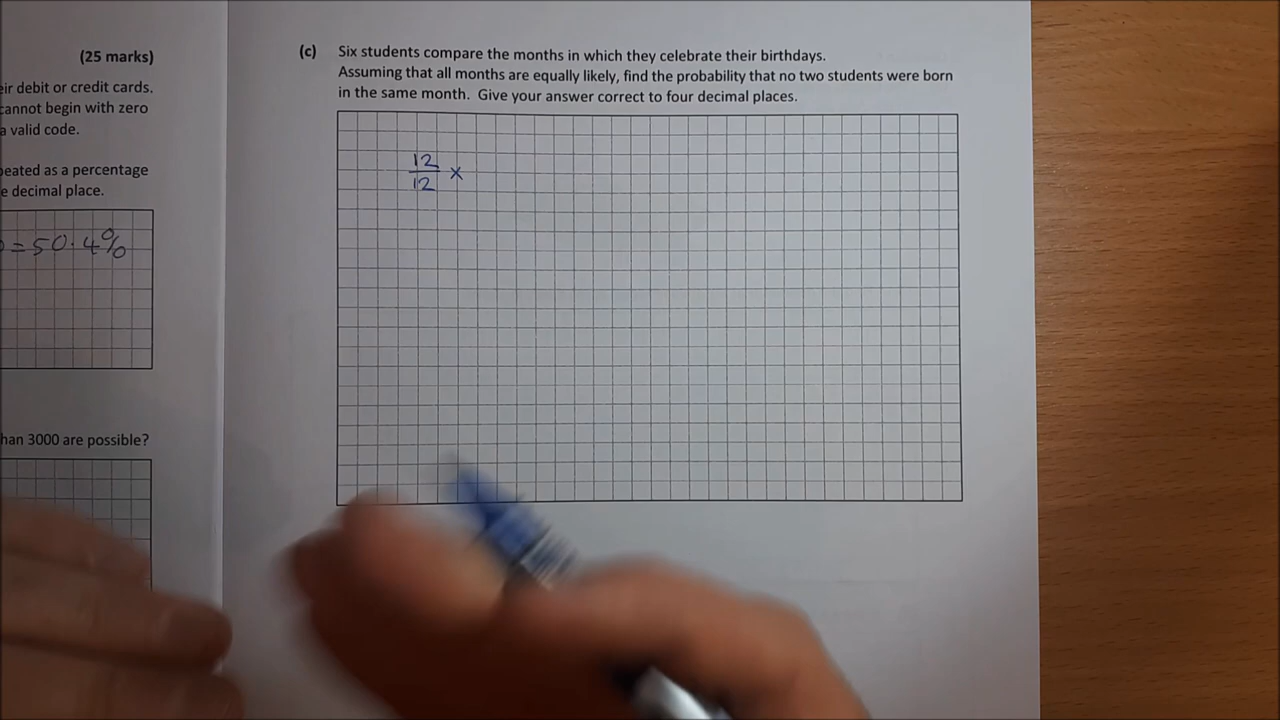 (25 marks)
eir debit or credit cards.
cannot begin with zero
a valid code.
peated as a percentage
e decimal place.
= 50.4%
han 3000 are possible?
(c) Six students compare the months in which they celebrate their birthdays.
Assuming that all months are equally likely, find the probability that no two students were born
in the same month. Give your answer correct to four decimal places.
12
12 ×